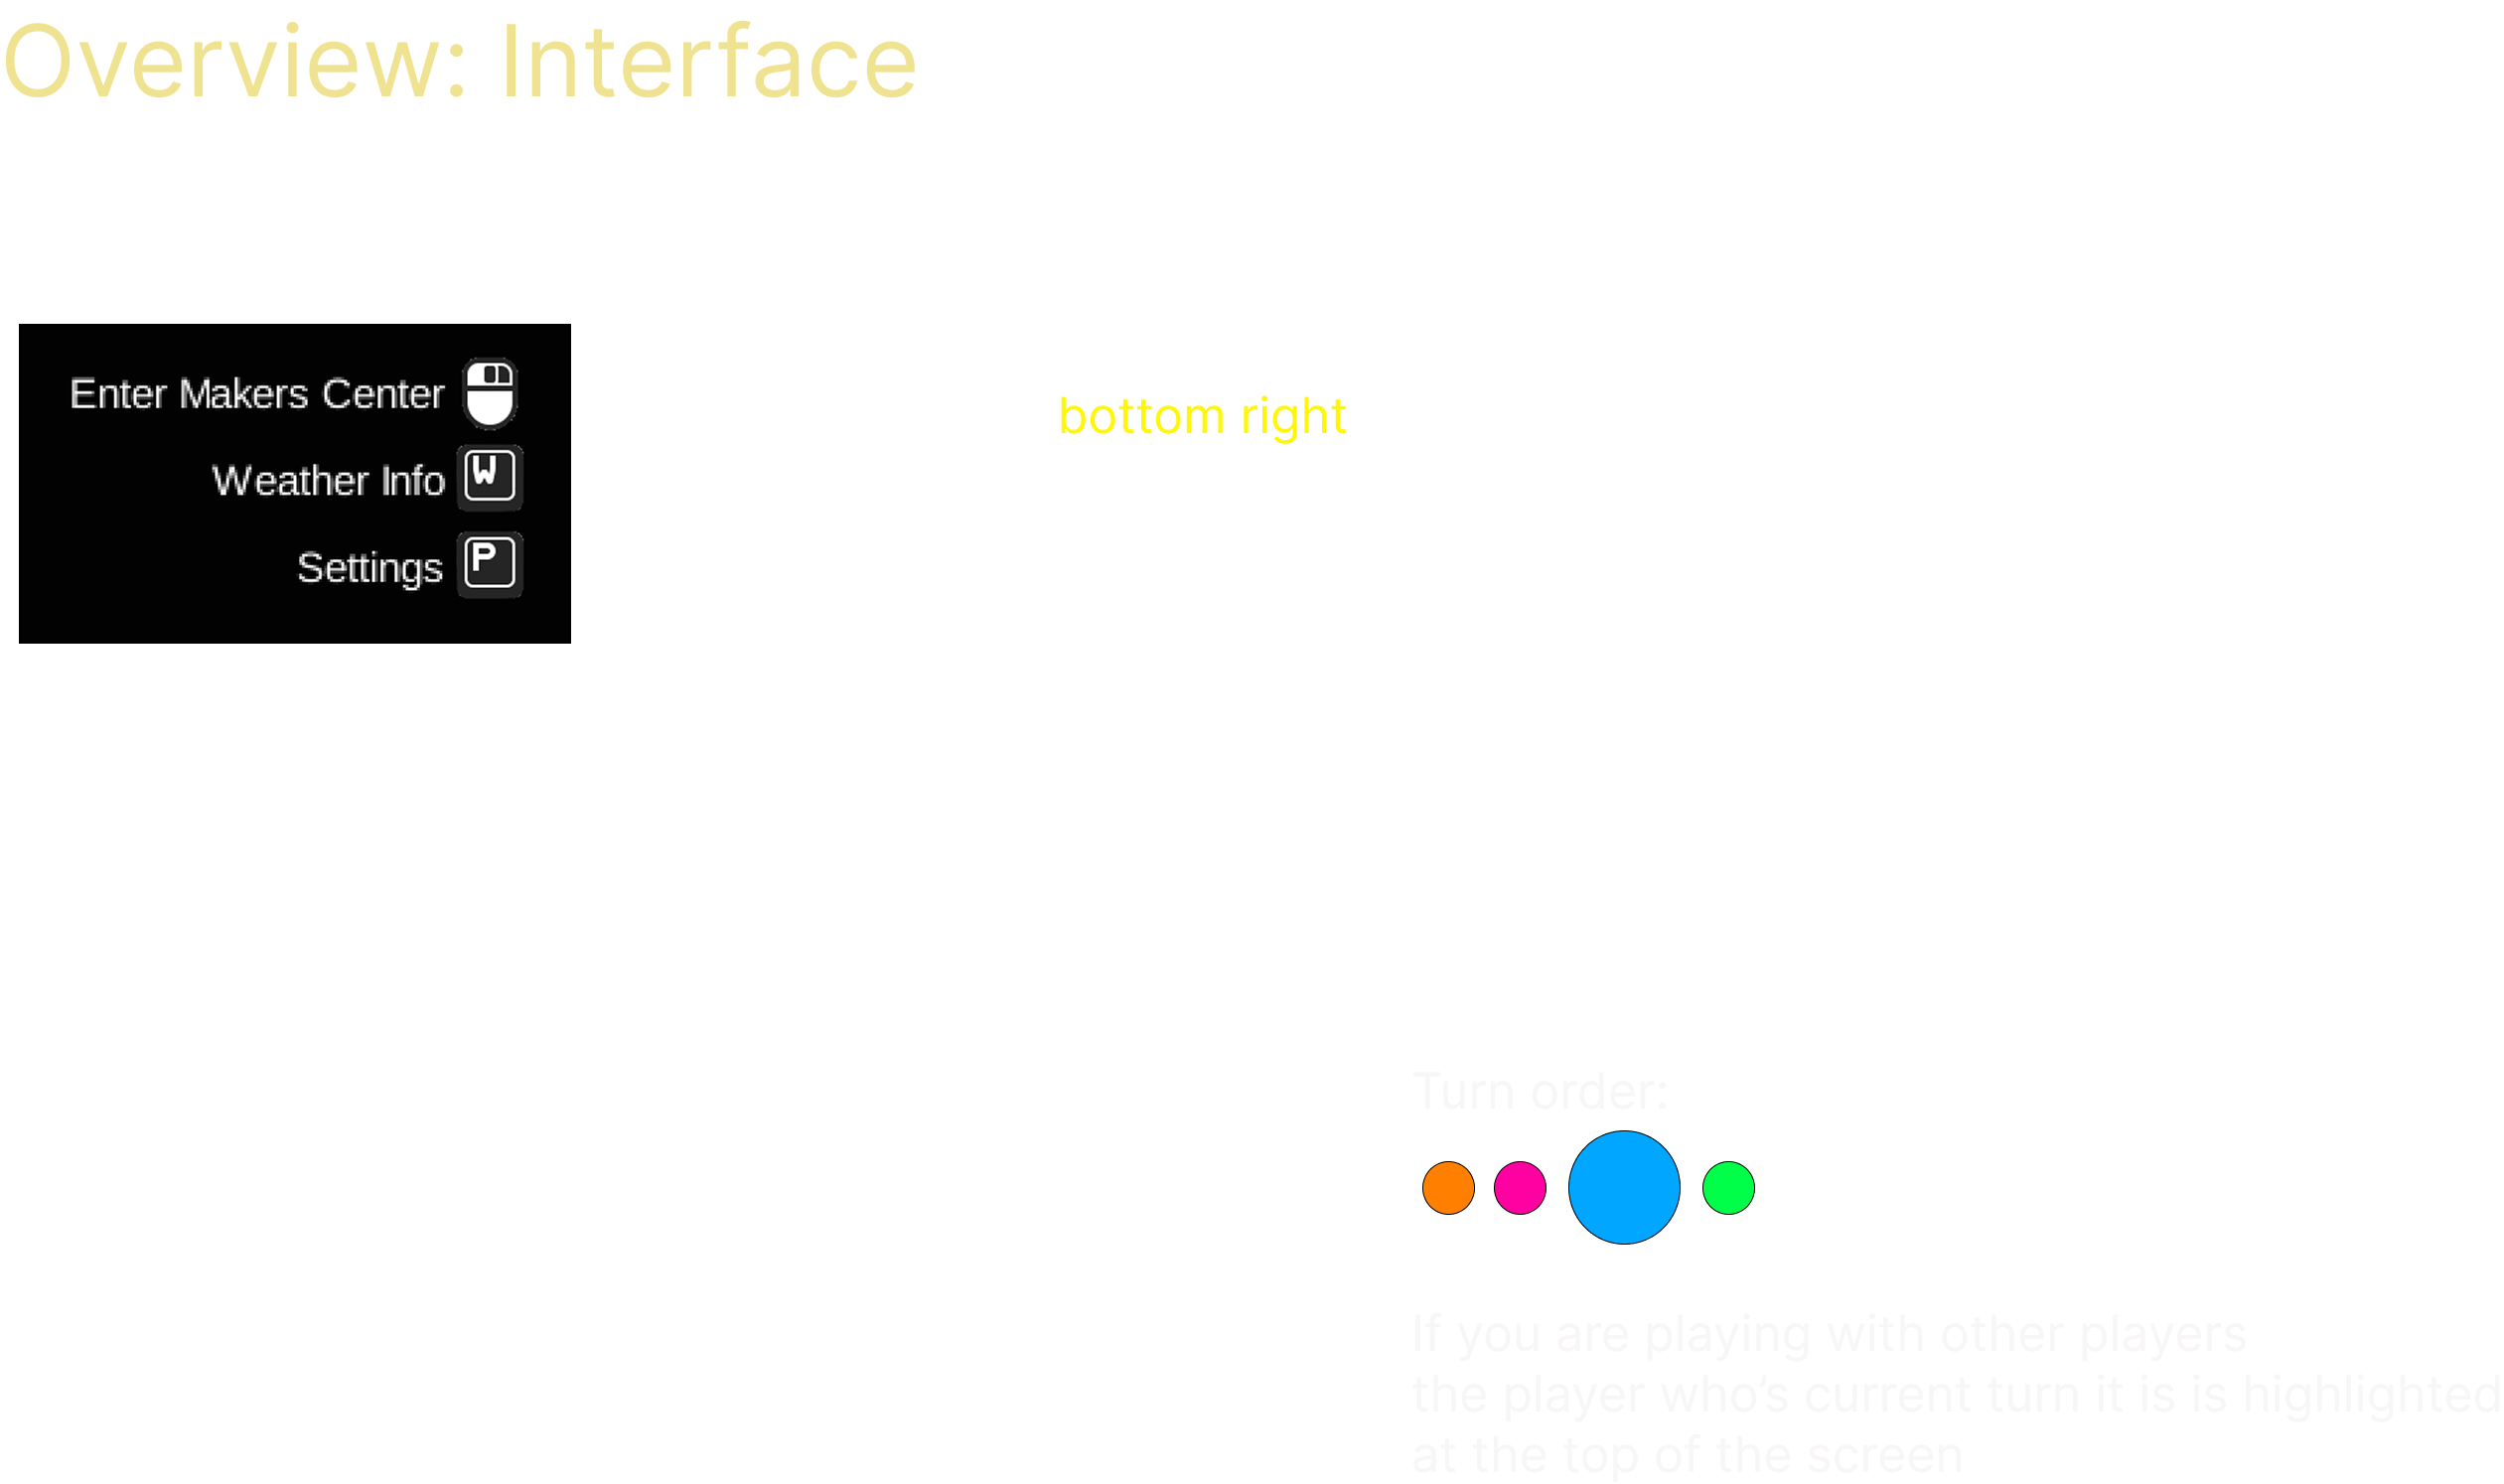 Overview: Interface
Enter Makers Center
Weather Info W
Settings P
bottom right
Turn order:
If you are playing with other players
the player who’s current turn it is is highlighted
at the top of the screen